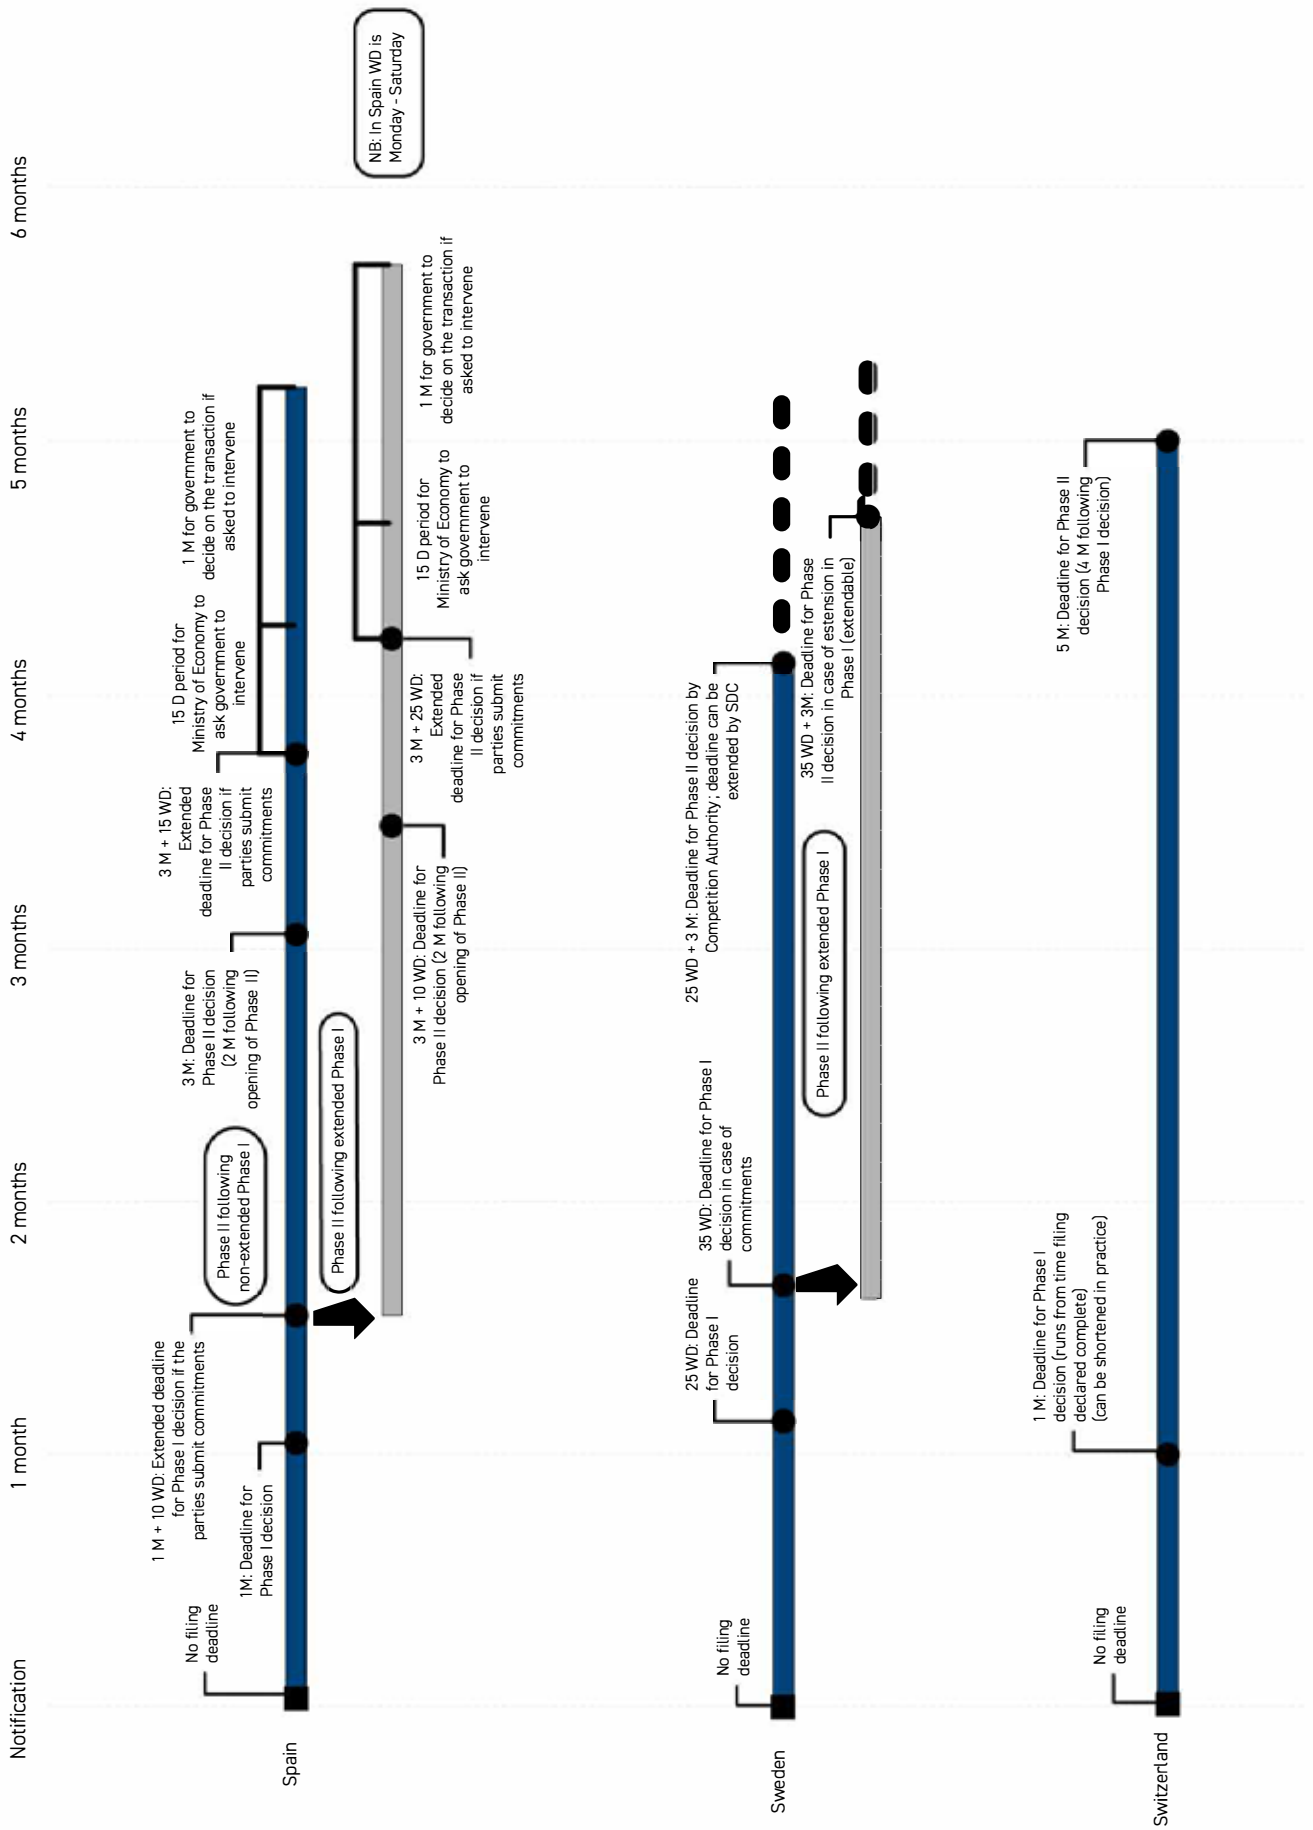 Notification
1 month
2 months
3 months
4 months
5 months
6 months
Spain
No filing
deadline
1M: Deadline for
Phase I decision
1 M + 10 WD: Extended deadline
for Phase I decision if the
parties submit commitments
Phase II following
non-extended Phase I
3 M: Deadline for
Phase II decision
(2 M following
opening of Phase II)
3 M + 15 WD:
Extended
deadline for Phase
II decision if
parties submit
commitments
15 D period for
Ministry of Economy to
ask government to
intervene
1 M for government to
decide on the transaction if
asked to intervene
Phase II following extended Phase I
3 M + 10 WD: Deadline for
Phase II decision (2 M following
opening of Phase II)
3 M + 25 WD:
Extended
deadline for Phase
II decision if
parties submit
commitments
15 D period for
Ministry of Economy to
ask government to
intervene
1 M for government to
decide on the transaction if
asked to intervene
NB: In Spain WD is
Monday - Saturday
Sweden
No filing
deadline
25 WD: Deadline
for Phase I
decision
35 WD: Deadline for Phase I
decision in case of
commitments
25 WD + 3 M: Deadline for Phase II decision by
Competition Authority; deadline can be
extended by SDC
Phase II following extended Phase I
35 WD + 3M: Deadline for Phase
II decision in case of estension in
Phase I (extendable)
Switzerland
No filing
deadline
1 M: Deadline for Phase I
decision (runs from time filing
declared complete)
(can be shortened in practice)
5 M: Deadline for Phase II
decision (4 M following
Phase I decision)